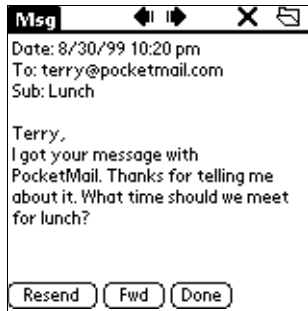 Msg
Date: 8/30/99 10:20 pm
To: terry@pocketmail.com
Sub: Lunch
Terry,
I got your message with
PocketMail. Thanks for telling me
about it. What time should we meet
for lunch?
Resend Fwd Done